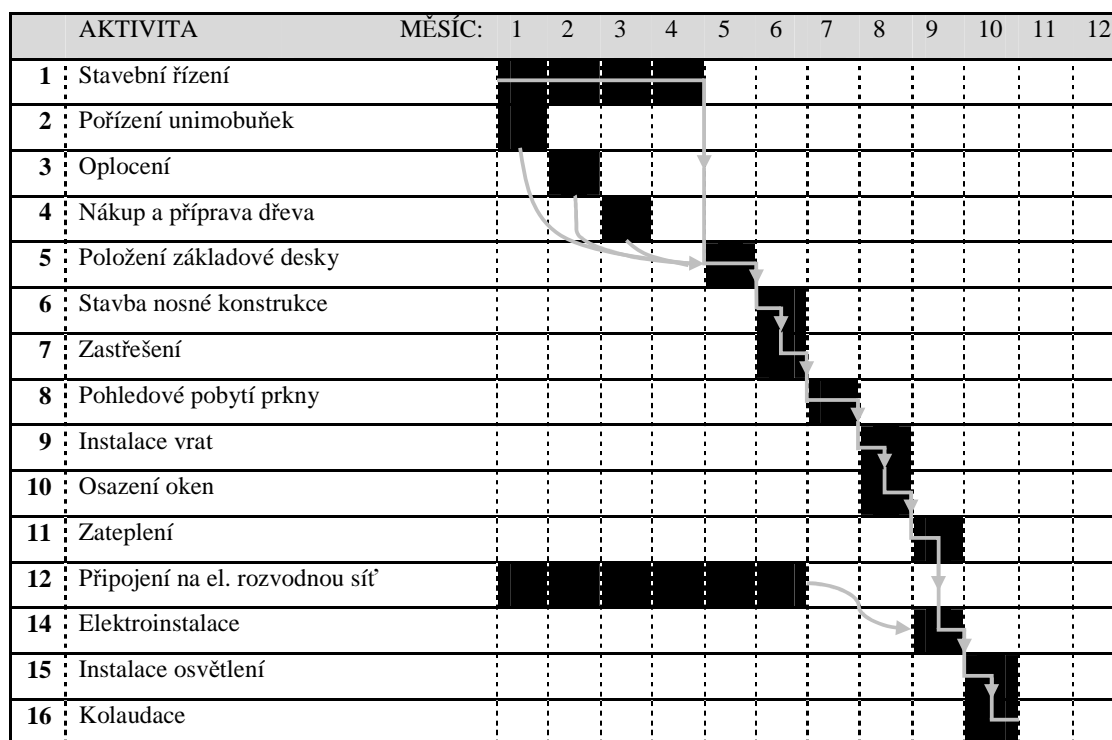 AKTIVITA MĚSÍC: 1 2 3 4 5 6 7 8 9 10 11 12
1 Stavební řízení
2 Pořízení unimobuněk
3 Oplocení
4 Nákup a příprava dřeva
5 Položení základové desky
6 Stavba nosné konstrukce
7 Zastřešení
8 Pohledové pobytí prkny
9 Instalace vrat
10 Osazení oken
11 Zateplení
12 Připojení na el. rozvodnou síť
14 Elektroinstalace
15 Instalace osvětlení
16 Kolaudace